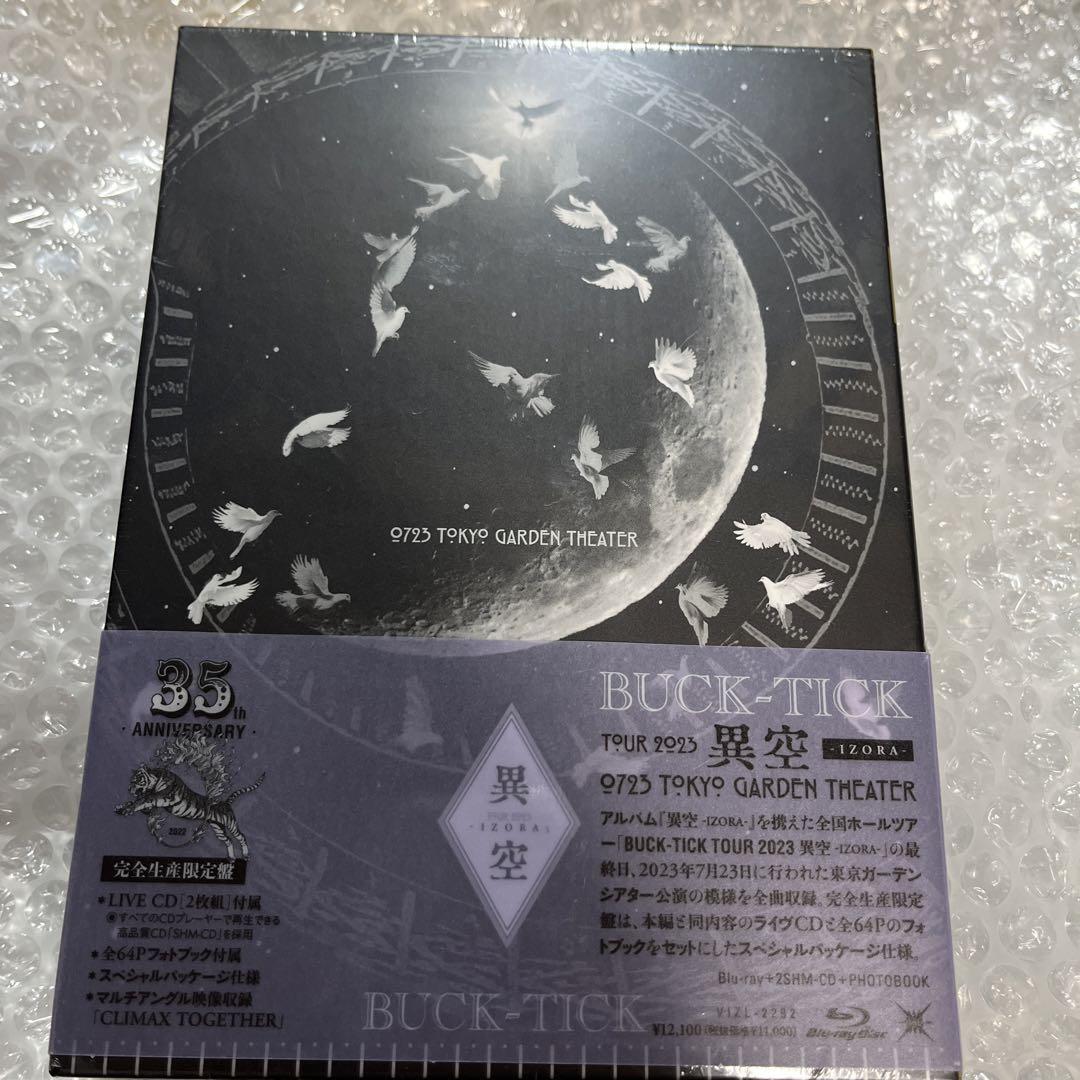 0723 TOKYO GARDEN THEATER
35th
・ANNIVERSARY・
2022
完全生産限定盤
*LIVE CD「2枚組」付属
◉すべてのCDプレーヤーで再生できる
高品質CD「SHM-CD」を採用
*全64Pフォトブック付属
*スペシャルパッケージ仕様
*マルチアングル映像収録
「CLIMAX TOGETHER」
異
TOUR 2023
-IZORA-
空
BUCK-TICK
TOUR 2023 異空 -IZORA-
0723 TOKYO GARDEN THEATER
アルバム『異空 -IZORA-』を携えた全国ホールツア
ー「BUCK-TICK TOUR 2023 異空 -IZORA-」の最
終日、2023年7月23日に行われた東京ガーデン
シアター公演の模様を全曲収録。完全生産限定
盤は、本編と同内容のライヴCDと全64Pのフォ
トブックをセットにしたスペシャルパッケージ仕様。
Blu-ray+2SHM-CD+PHOTOBOOK
VIZL-2292
¥12,100(税抜価格¥11,000)
Blu-ray Disc
BUCK-TICK